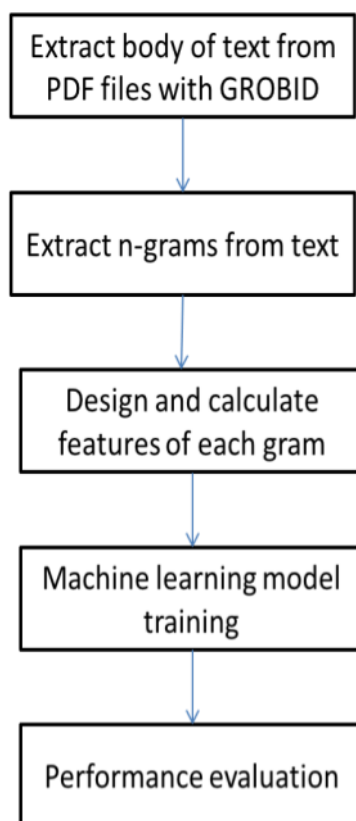 Extract body of text from
PDF files with GROBID
Extract n-grams from text
Design and calculate
features of each gram
Machine learning model
training
Performance evaluation